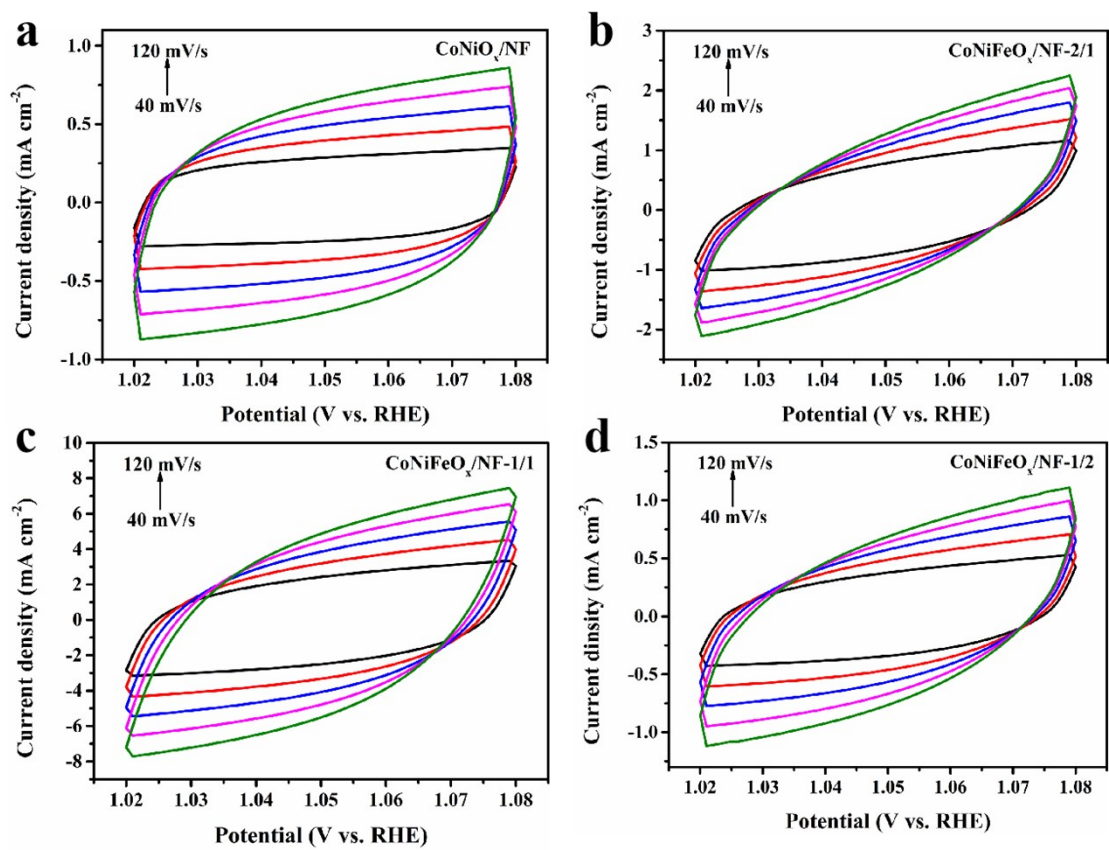 a
120 mV/s
40 mV/s
CoNiOₓ/NF
Current density (mA cm⁻²)
1.0
0.5
0.0
-0.5
-1.0
1.02 1.03 1.04 1.05 1.06 1.07 1.08
Potential (V vs. RHE)
b
120 mV/s
40 mV/s
CoNiFeOₓ/NF-2/1
Current density (mA cm⁻²)
3
2
1
0
-1
-2
1.02 1.03 1.04 1.05 1.06 1.07 1.08
Potential (V vs. RHE)
c
120 mV/s
40 mV/s
CoNiFeOₓ/NF-1/1
Current density (mA cm⁻²)
10
8
6
4
2
0
-2
-4
-6
-8
1.02 1.03 1.04 1.05 1.06 1.07 1.08
Potential (V vs. RHE)
d
120 mV/s
40 mV/s
CoNiFeOₓ/NF-1/2
Current dinsity (mA cm⁻²)
1.5
1.0
0.5
0.0
-0.5
-1.0
1.02 1.03 1.04 1.05 1.06 1.07 1.08
Potential (V vs. RHE)